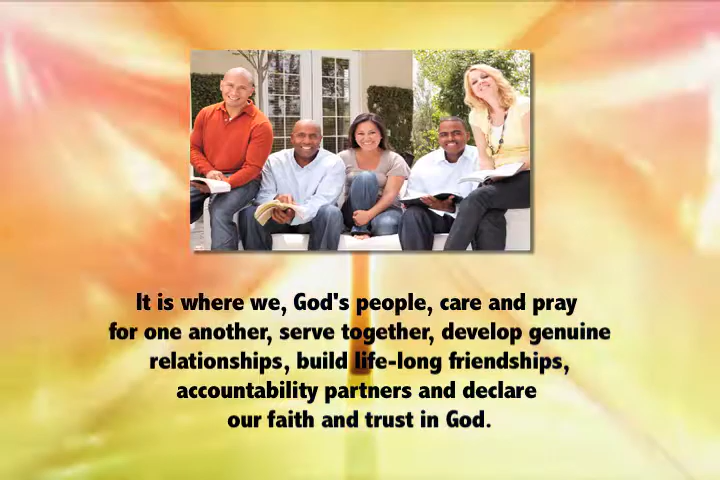 It is where we, God's people, care and pray
for one another, serve together, develop genuine
relationships, build life-long friendships,
accountability partners and declare
our faith and trust in God.